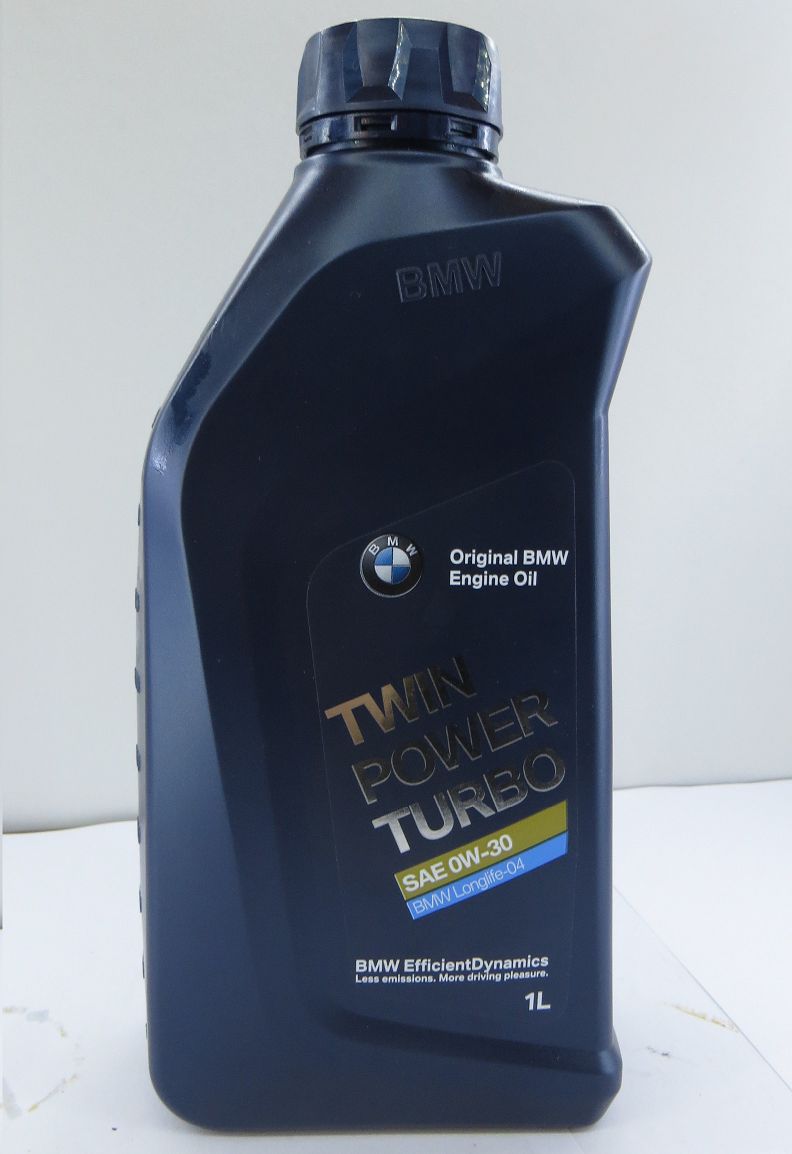 BMW
BMW
Original BMW
Engine Oil
TWIN
POWER
TURBO
SAE 0W-30
BMW Longlife-04
BMW EfficientDynamics
Less emissions. More driving pleasure.
1L